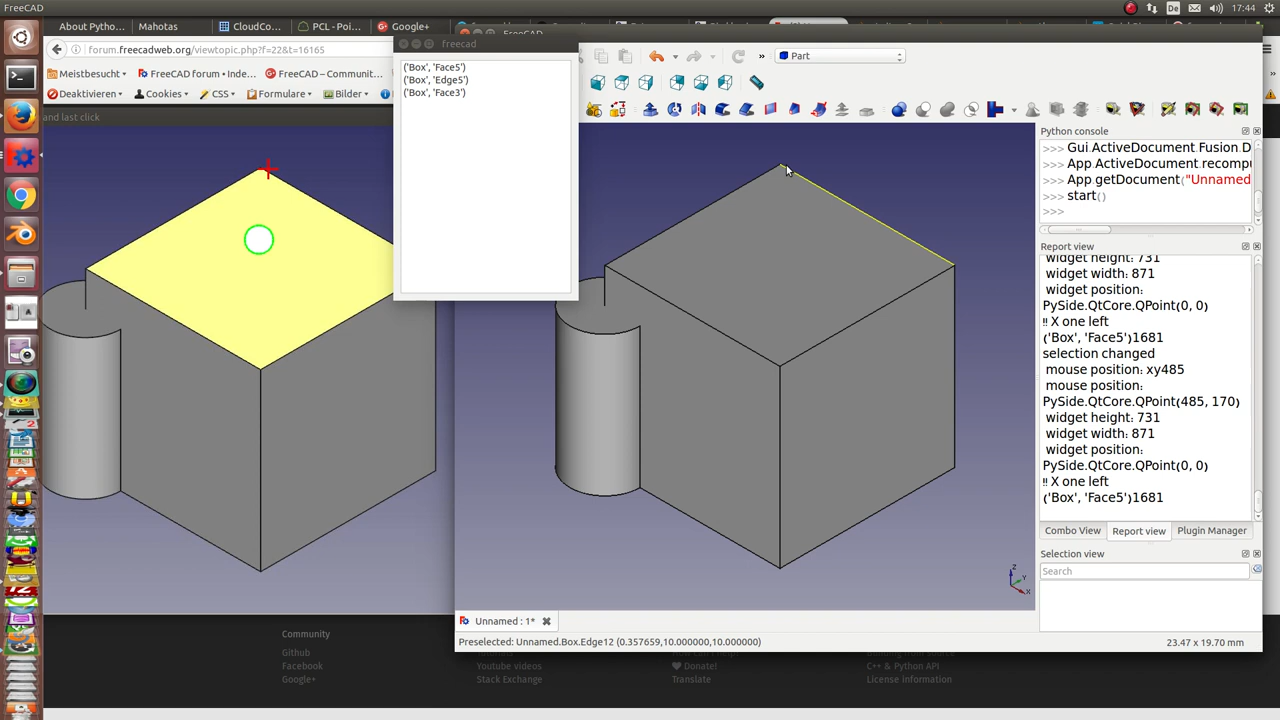 FreeCAD
De
17:44
About Pytho...
Mahotas
CloudCo...
PCL - Poi...
Google+
forum.freecadweb.org/viewtopic.php?f=22&t=16165
Meistbesucht
FreeCAD forum • Inde...
FreeCAD – Communit...
Deaktivieren
Cookies
CSS
Formulare
Bilder
and last click
freecad
('Box', 'Face5')
('Box', 'Edge5')
('Box', 'Face3')
FreeCAD
Part
Python console
>>> Gui.ActiveDocument.Fusion.D
>>> App.ActiveDocument.recompu
>>> App.getDocument("Unnamed
>>> start()
>>>
Report view
widget height: 731
widget width: 871
widget position:
PySide.QtCore.QPoint(0, 0)
!! X one left
('Box', 'Face5')1681
selection changed
mouse position: xy485
mouse position:
PySide.QtCore.QPoint(485, 170)
widget height: 731
widget width: 871
widget position:
PySide.QtCore.QPoint(0, 0)
!! X one left
('Box', 'Face5')1681
Combo View
Report view
Plugin Manager
Selection view
Search
Z
Y
X
Unnamed : 1*
Preselected: Unnamed.Box.Edge12 (0.357659,10.000000,10.000000)
23.47 x 19.70 mm
Community
Github
Facebook
Google+
Youtube videos
Stack Exchange
Donate!
Translate
C++ & Python API
License information